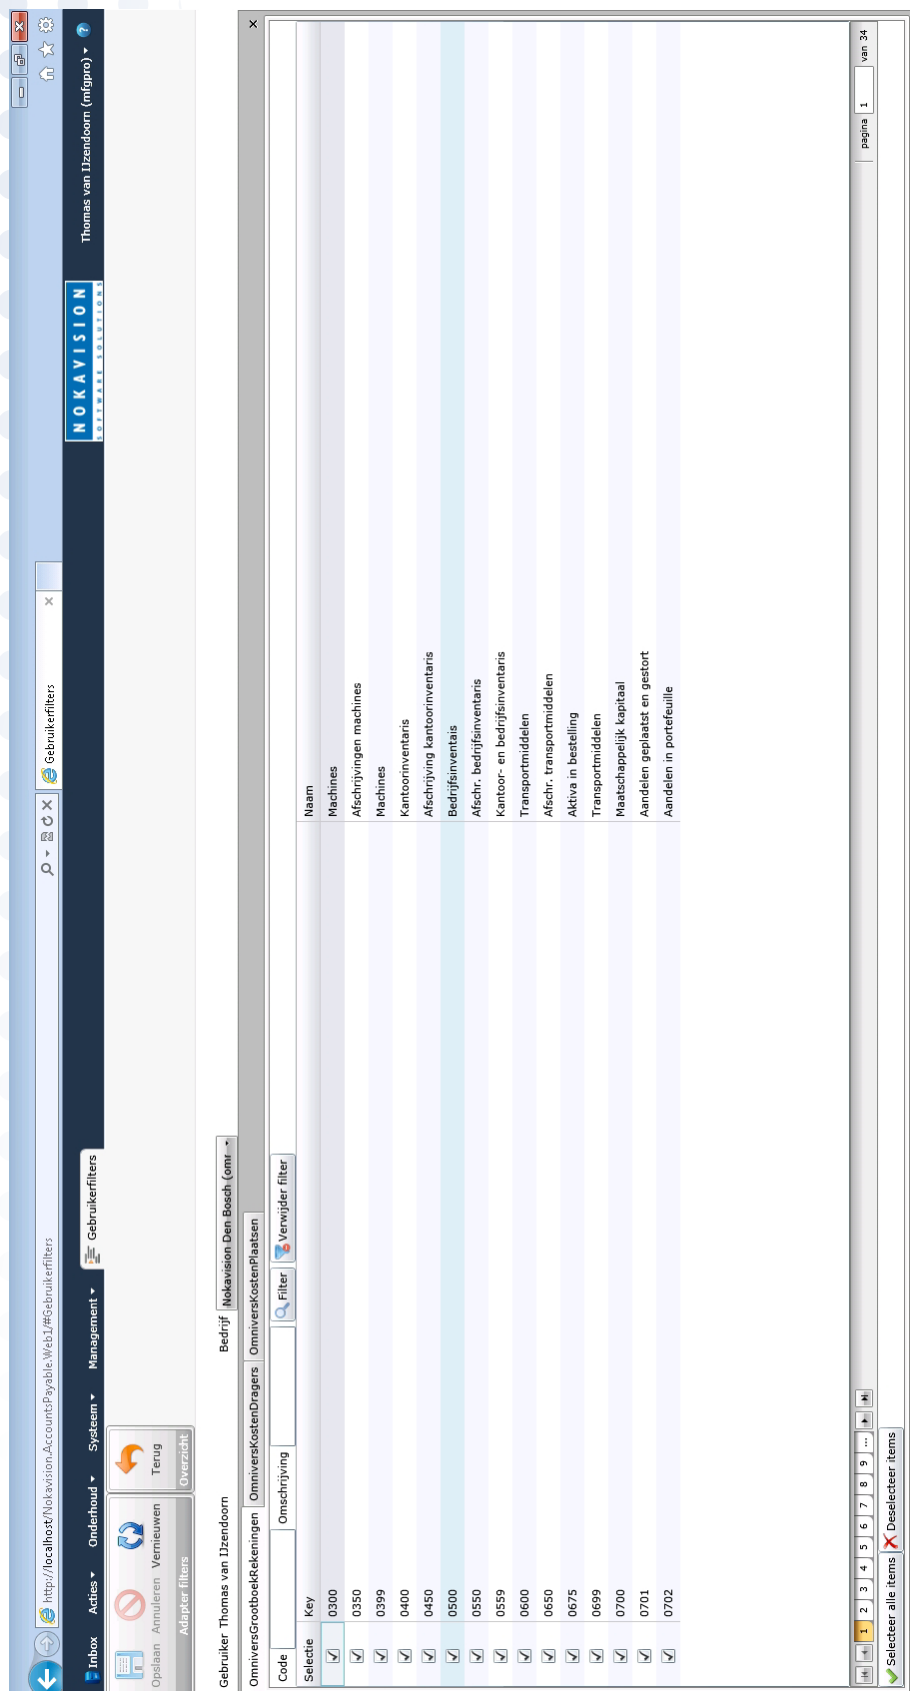 http://localhost/Nokavision.AccountsPayable.Web1/#Gebruikerfilters
Gebruikerfilters
Inbox Acties Onderhoud Systeem Management Gebruikerfilters
NOKAVISION
SOFTWARE SOLUTIONS
Thomas van IJzendoorn (mfgpro)
Opslaan Annuleren Vernieuwen Terug
Adapter filters Overzicht
Gebruiker Thomas van IJzendoorn Bedrijf Nokavision Den Bosch (omr
OmniversGrootboekRekeningen OmniversKostenDragers OmniversKostenPlaatsen
Code Omschrijving Filter Verwijder filter
Selectie Key Naam
0300 Machines
0350 Afschrijvingen machines
0399 Machines
0400 Kantoorinventaris
0450 Afschrijving kantoorinventaris
0500 Bedrijfsinventais
0550 Afschr. bedrijfsinventaris
0559 Kantoor- en bedrijfsinventaris
0600 Transportmiddelen
0650 Afschr. transportmiddelen
0675 Aktiva in bestelling
0699 Transportmiddelen
0700 Maatschappelijk kapitaal
0701 Aandelen geplaatst en gestort
0702 Aandelen in portefeuille
1 2 3 4 5 6 7 8 9 ... pagina 1 van 34
Selecteer alle items Deselecteer items